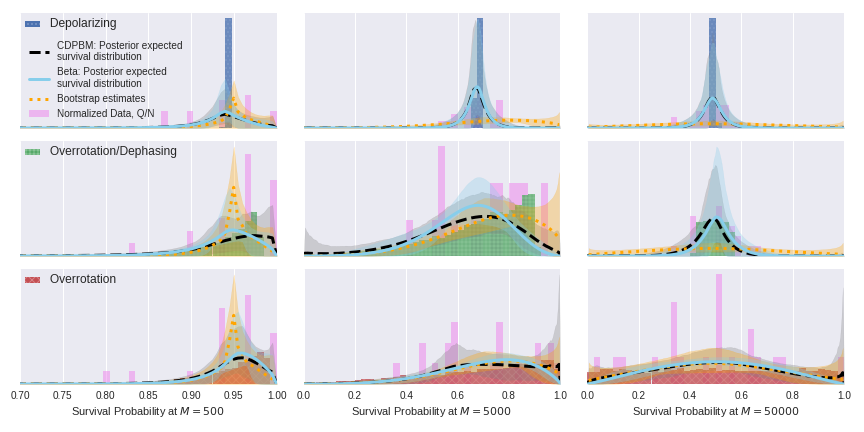 Depolarizing
CDPBM: Posterior expected
survival distribution
Beta: Posterior expected
survival distribution
Bootstrap estimates
Normalized Data, Q/N
Overrotation/Dephasing
Overrotation
0.70 0.75 0.80 0.85 0.90 0.95 1.00
0.0 0.2 0.4 0.6 0.8 1.0
0.0 0.2 0.4 0.6 0.8 1.0
Survival Probability at M = 500
Survival Probability at M = 5000
Survival Probability at M = 50000